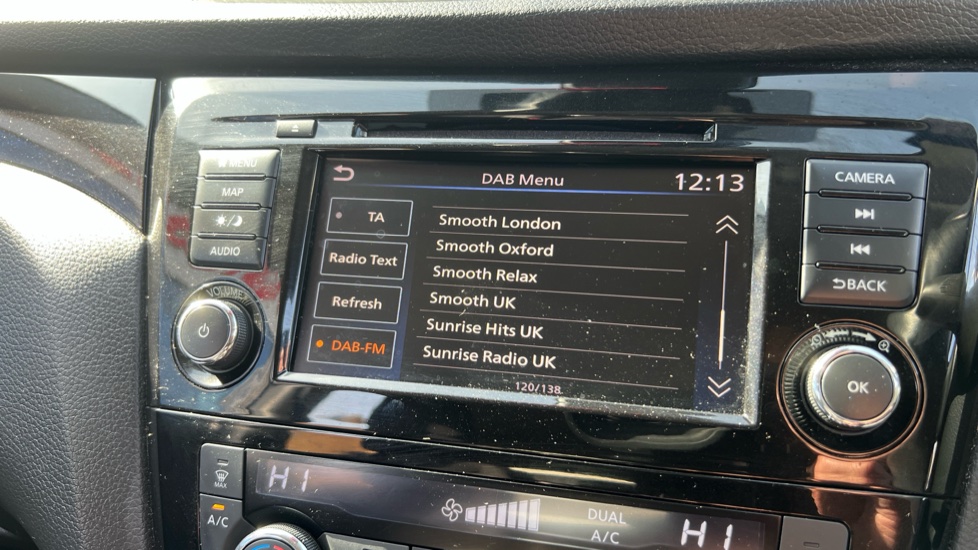 MENU
MAP
AUDIO
VOLUME
DAB Menu
12:13
TA
Radio Text
Refresh
DAB-FM
Smooth London
Smooth Oxford
Smooth Relax
Smooth UK
Sunrise Hits UK
Sunrise Radio UK
120/138
CAMERA
BACK
OK
MAX
A/C
HI
DUAL
A/C
HI